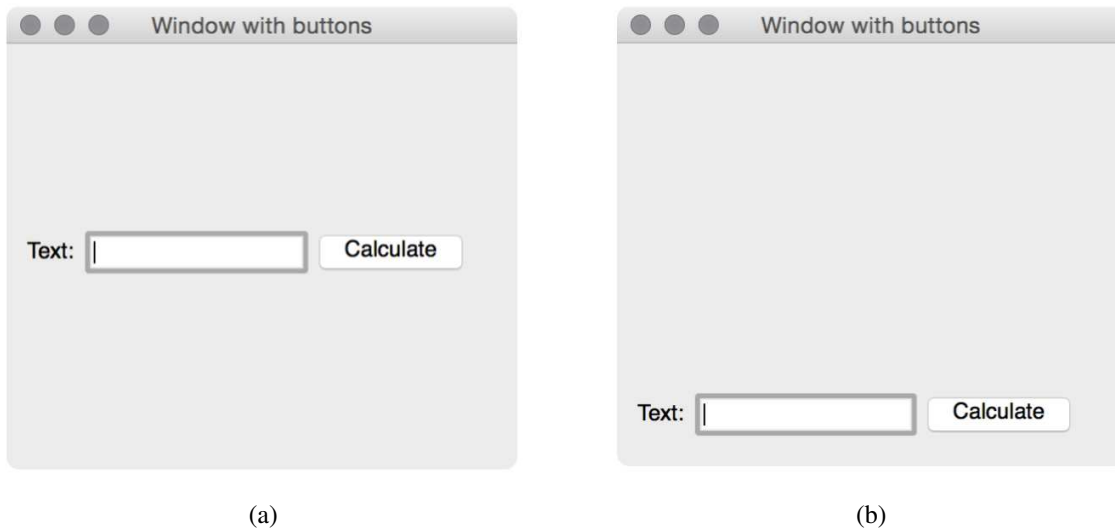 Window with buttons
Text:
Calculate
(a)
Window with buttons
Text:
Calculate
(b)